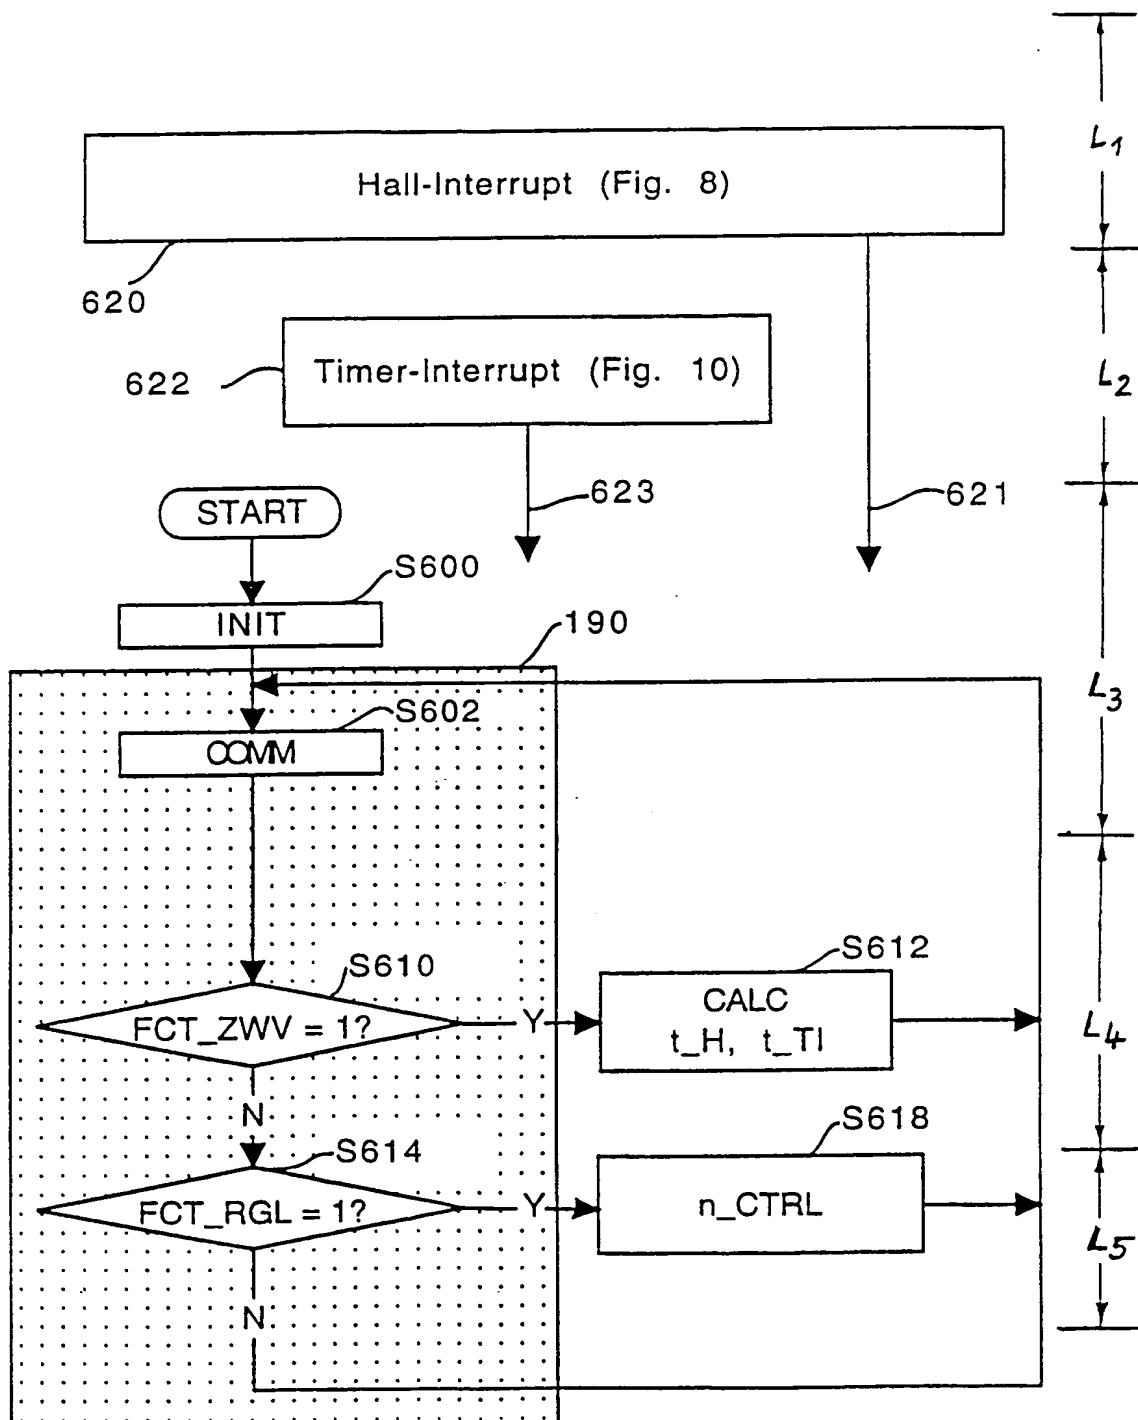 L1
Hall-Interrupt (Fig. 8)
620
Timer-Interrupt (Fig. 10)
622
L2
623
621
START
S600
INIT
190
S602
COMM
L3
S610
FCT_ZWV = 1?
Y
S612
CALC
t_H, t_TI
L4
N
S614
FCT_RGL = 1?
Y
S618
n_CTRL
L5
N